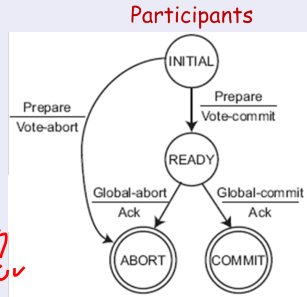 Participants
INITIAL
Prepare
Vote-commit
Prepare
Vote-abort
READY
Global-abort
Ack
Global-commit
Ack
ABORT
COMMIT